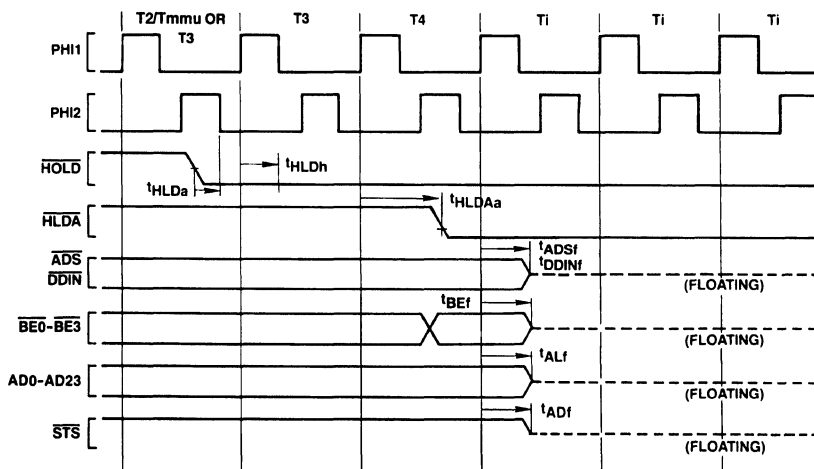 T2/Tmmu OR
T3
T3
T4
Ti
Ti
Ti
PHI1
PHI2
HOLD
tHLDa
tHLDh
HLDA
tHLDAa
ADS
DDIN
tADSf
tDDINf
(FLOATING)
BE0-BE3
tBEf
(FLOATING)
AD0-AD23
tALf
(FLOATING)
STS
tADf
(FLOATING)